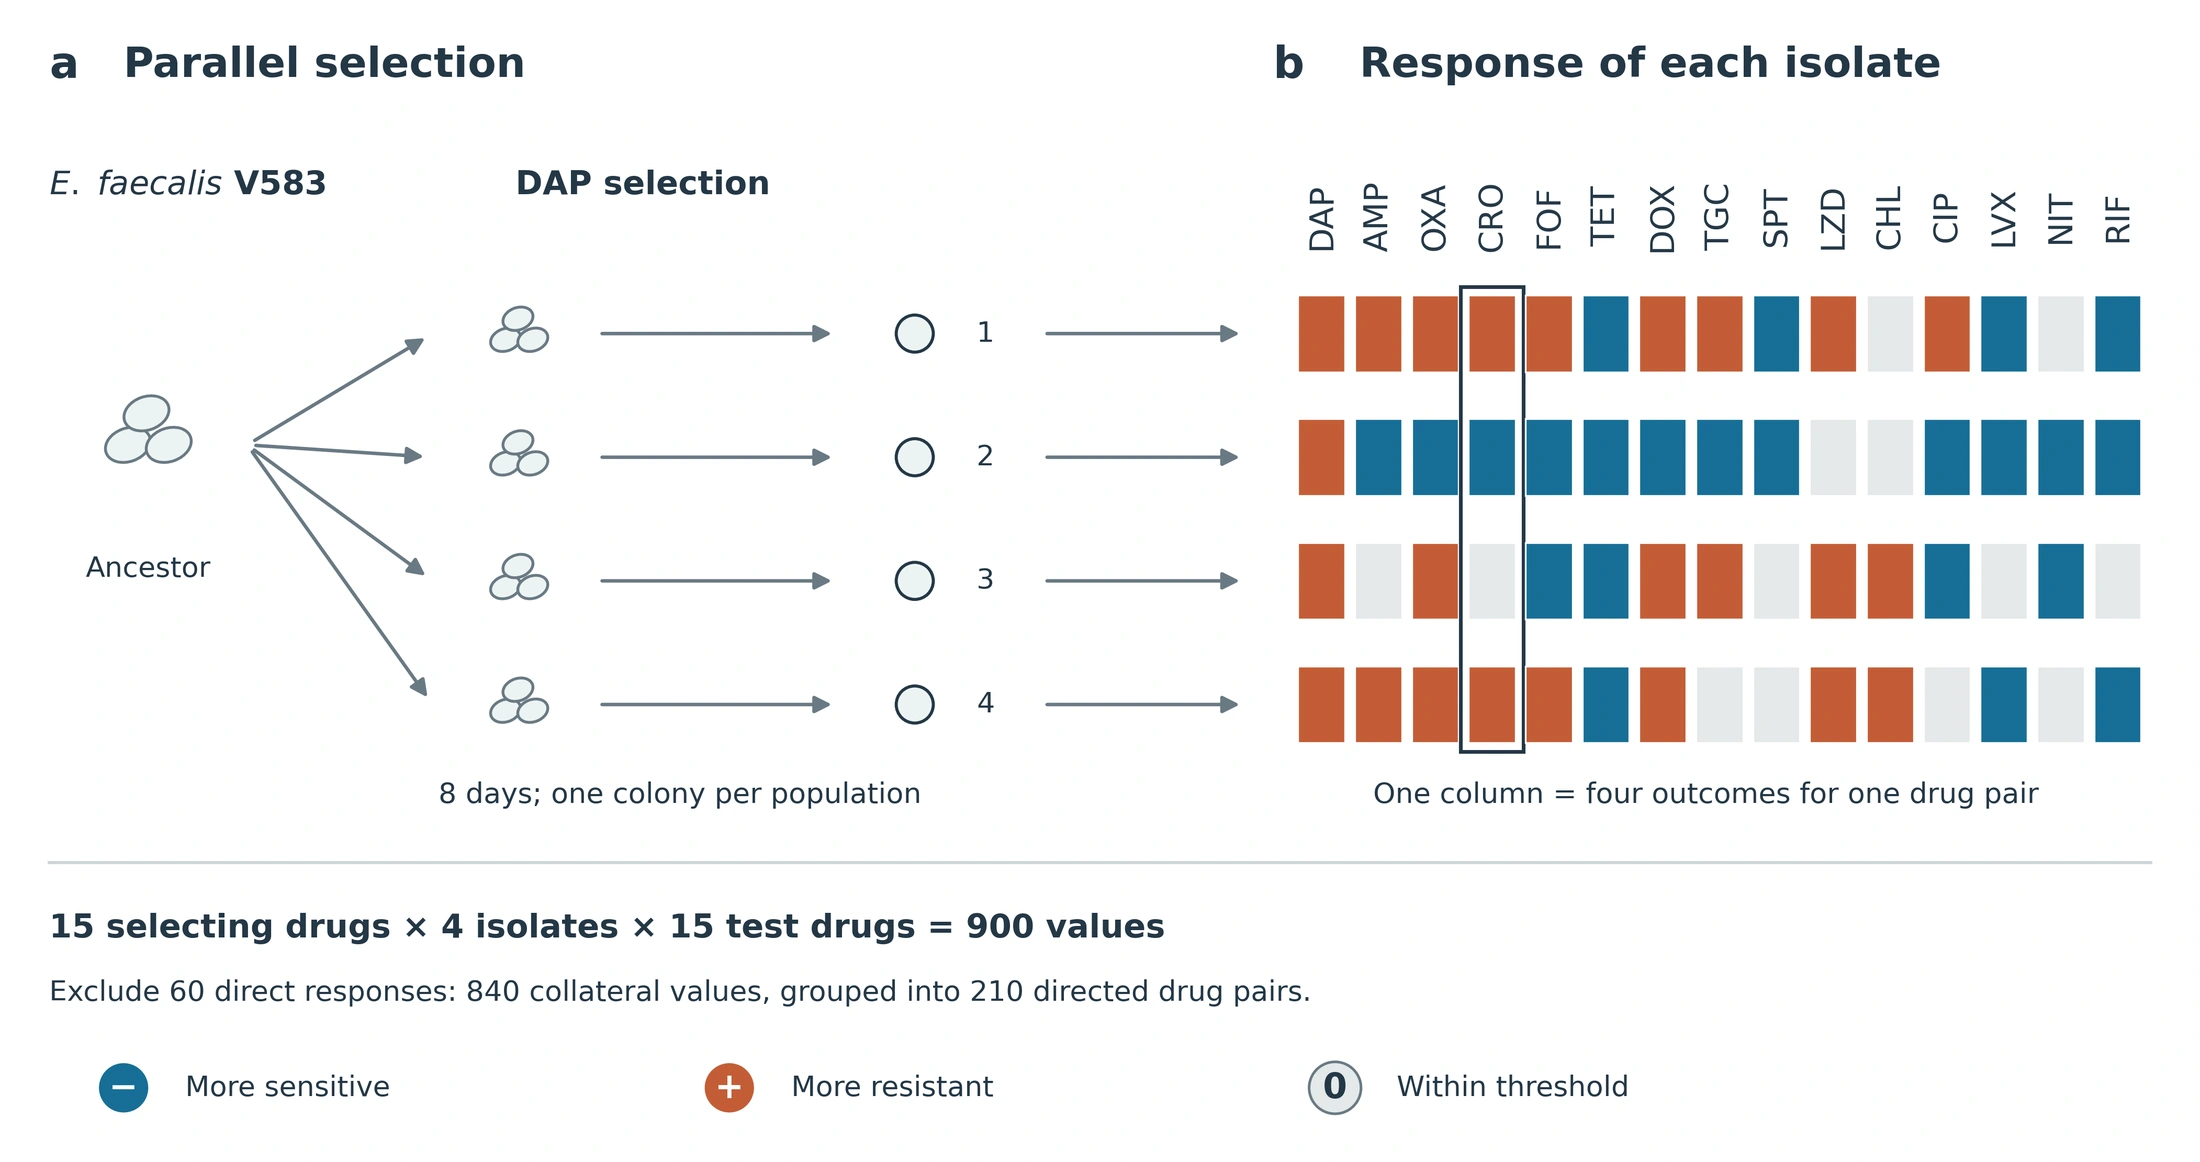 a Parallel selection
b Response of each isolate
E. faecalis V583
DAP selection
DAP AMP OXA CRO FOF TET DOX TGC SPT LZD CHL CIP LVX NIT RIF
1
2
3
4
Ancestor
8 days; one colony per population
One column = four outcomes for one drug pair
15 selecting drugs × 4 isolates × 15 test drugs = 900 values
Exclude 60 direct responses: 840 collateral values, grouped into 210 directed drug pairs.
− More sensitive
+ More resistant
0 Within threshold